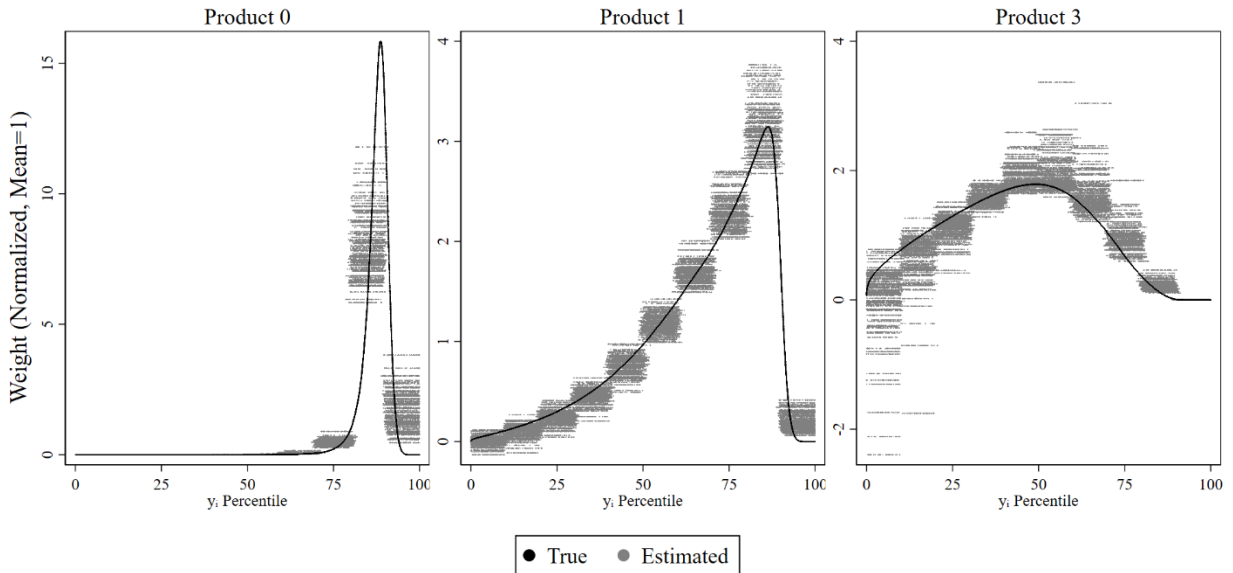 Product 0
Product 1
Product 3
Weight (Normalized, Mean=1)
15
10
5
0
4
3
2
1
0
4
2
0
-2
0 25 50 75 100
0 25 50 75 100
0 25 50 75 100
yᵢ Percentile
yᵢ Percentile
yᵢ Percentile
True Estimated